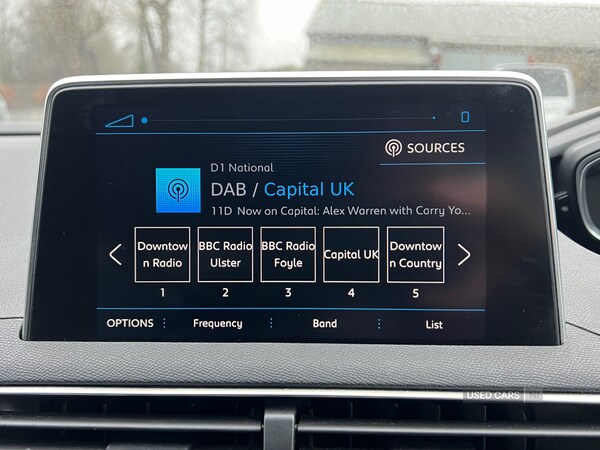 0
SOURCES
D1 National
DAB / Capital UK
11D Now on Capital: Alex Warren with Carry Yo...
Downtow
n Radio
BBC Radio
Ulster
BBC Radio
Foyle
Capital UK
Downtow
n Country
1 2 3 4 5
OPTIONS Frequency Band List
USED CARS NI